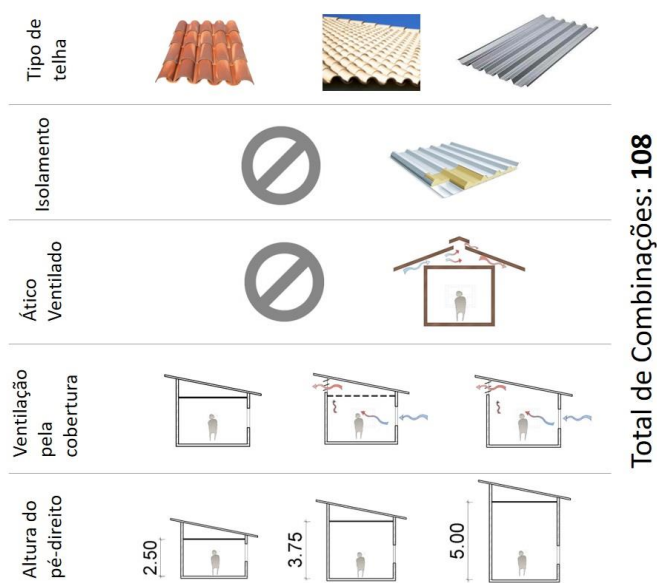 Tipo de
telha
Isolamento
Ático
Ventilado
Ventilação
pela
cobertura
Altura do
pé-direito
2.50
3.75
5.00
Total de Combinações: 108